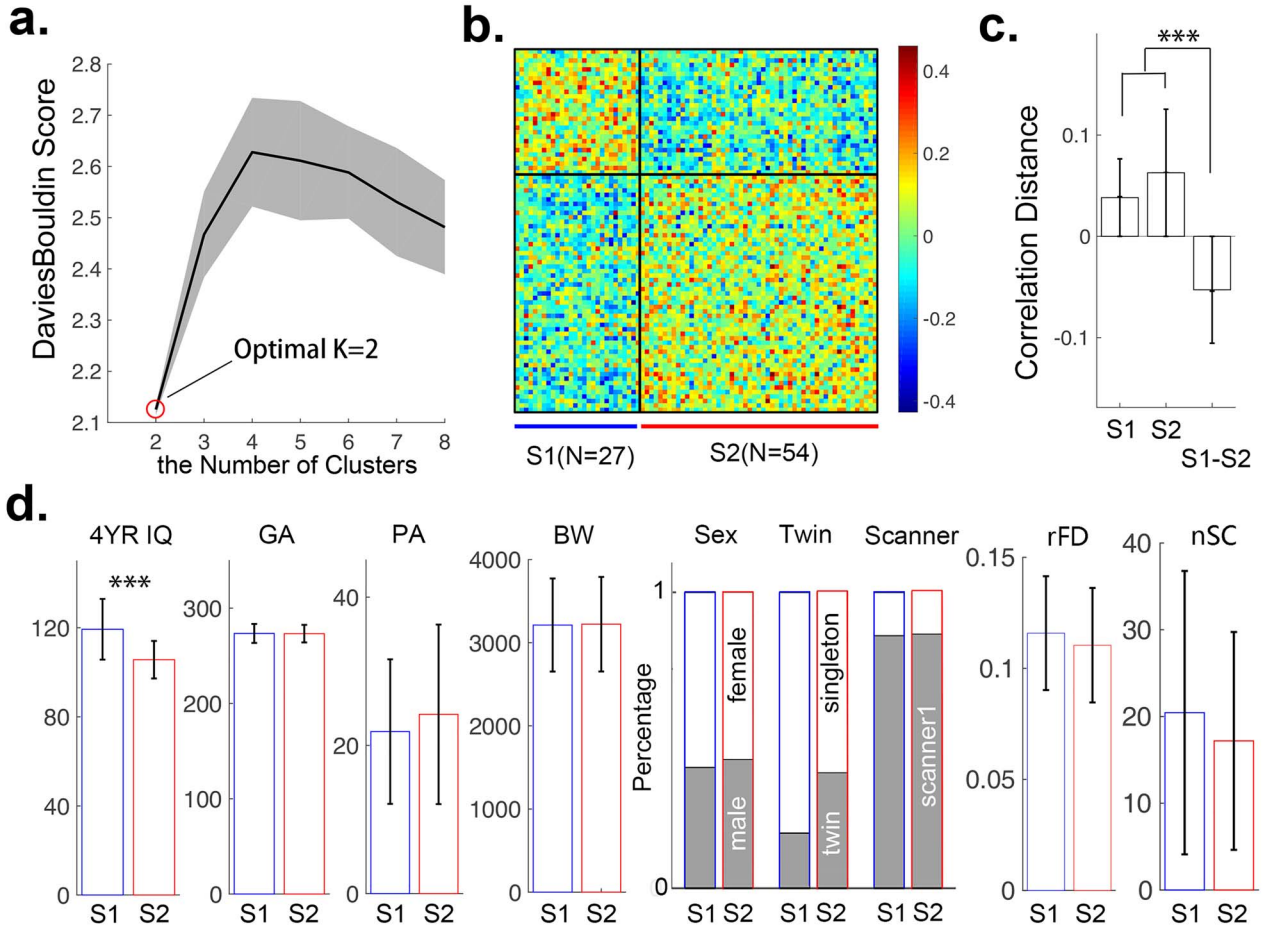 a.
2.8
2.7
2.6
2.5
2.4
2.3
2.2
2.1
DaviesBouldin Score
Optimal K=2
2 3 4 5 6 7 8
the Number of Clusters
b.
0.4
0.2
0
-0.2
-0.4
S1(N=27) S2(N=54)
c.
***
0.1
0
-0.1
Correlation Distance
S1 S2
S1-S2
d.
4YR IQ
***
120
80
40
0
S1 S2
GA
300
200
100
0
S1 S2
PA
40
20
0
S1 S2
BW
4000
3000
2000
1000
0
S1 S2
Percentage
1
0
Sex
female
male
S1 S2
Twin
singleton
twin
S1 S2
Scanner
scanner1
S1 S2
rFD
0.15
0.1
0.05
0
S1 S2
nSC
40
30
20
10
0
S1 S2